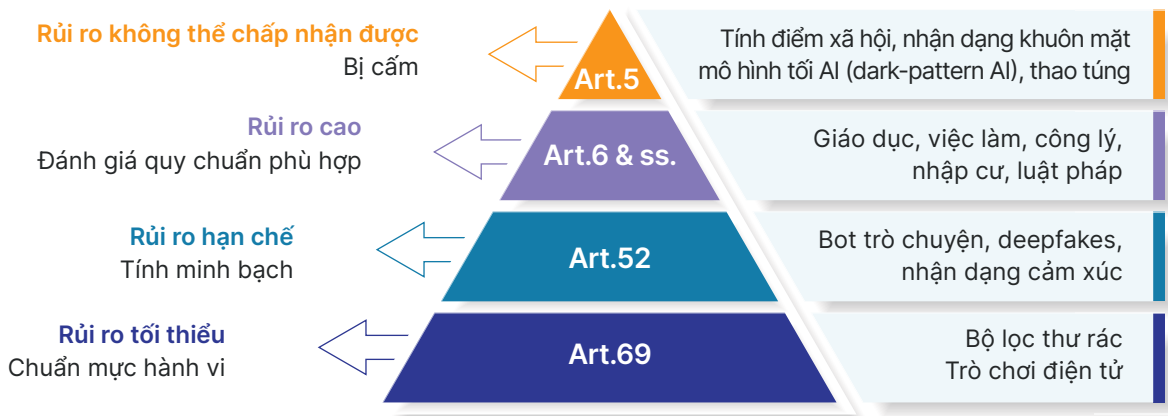 Rủi ro không thể chấp nhận được
Bị cấm
Art.5
Tính điểm xã hội, nhận dạng khuôn mặt
mô hình tối AI (dark-pattern AI), thao túng
Rủi ro cao
Đánh giá quy chuẩn phù hợp
Art.6 & ss.
Giáo dục, việc làm, công lý,
nhập cư, luật pháp
Rủi ro hạn chế
Tính minh bạch
Art.52
Bot trò chuyện, deepfakes,
nhận dạng cảm xúc
Rủi ro tối thiểu
Chuẩn mực hành vi
Art.69
Bộ lọc thư rác
Trò chơi điện tử